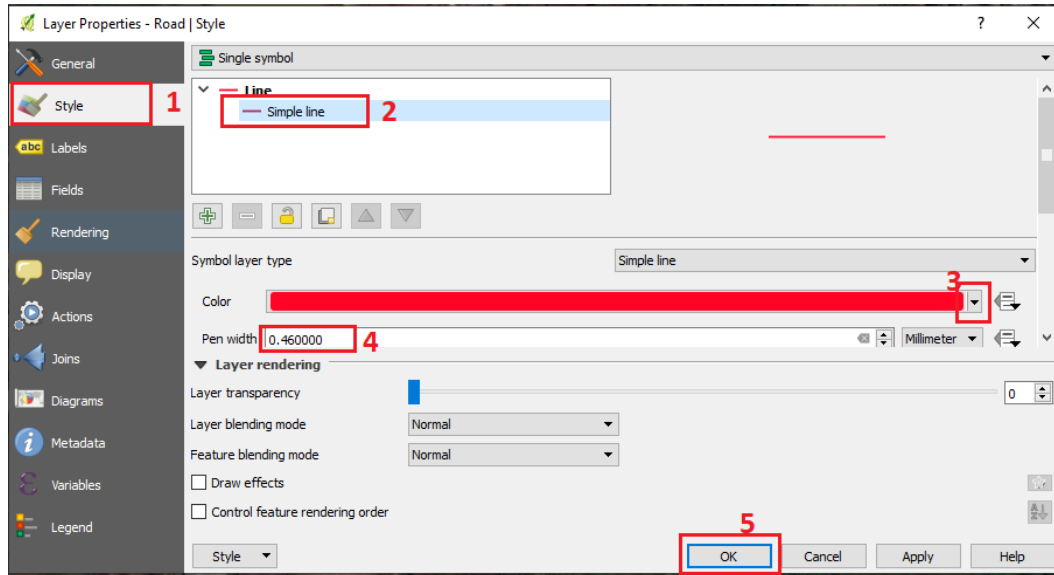 Layer Properties - Road | Style
?
General
Style
1
abc Labels
Fields
Rendering
Display
Actions
Joins
Diagrams
Metadata
Variables
Legend
Single symbol
Line
Simple line
2
Symbol layer type
Simple line
Color
3
Pen width 0.460000
4
Millimeter
Layer rendering
Layer transparency
0
Layer blending mode
Normal
Feature blending mode
Normal
Draw effects
Control feature rendering order
Style
5
OK
Cancel
Apply
Help